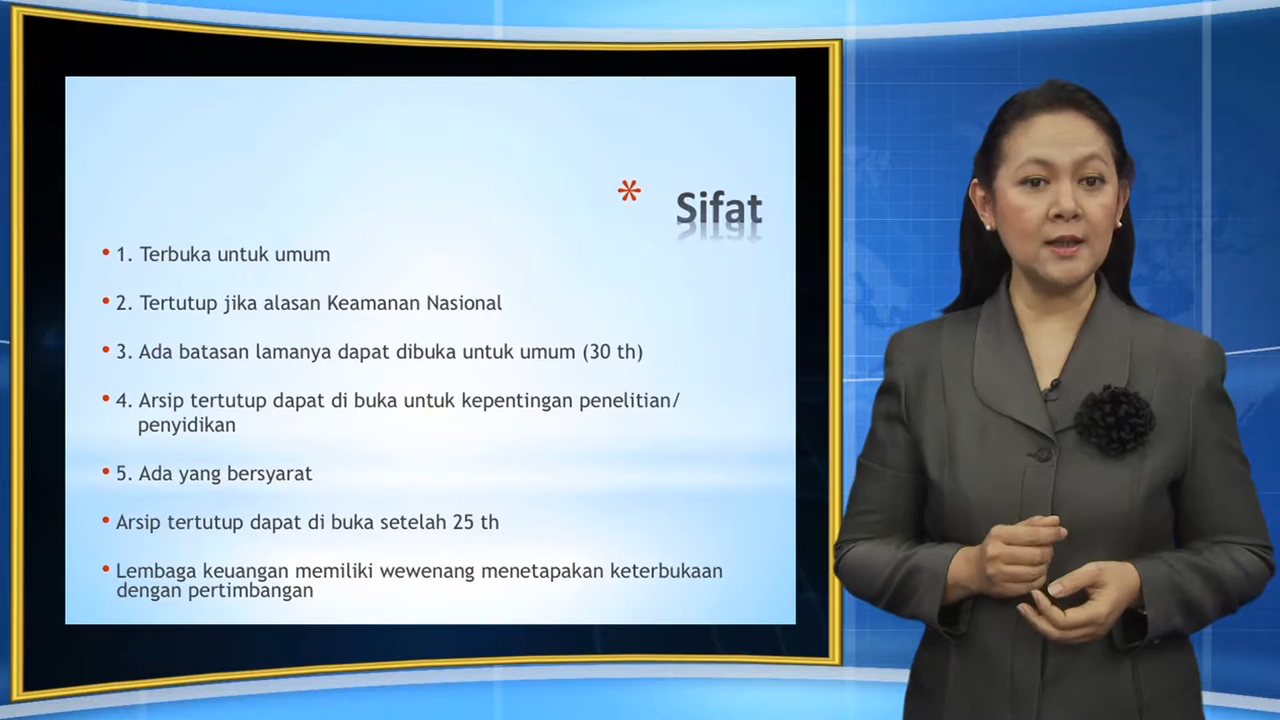 * Sifat
• 1. Terbuka untuk umum
• 2. Tertutup jika alasan Keamanan Nasional
• 3. Ada batasan lamanya dapat dibuka untuk umum (30 th)
• 4. Arsip tertutup dapat di buka untuk kepentingan penelitian/
penyidikan
• 5. Ada yang bersyarat
• Arsip tertutup dapat di buka setelah 25 th
• Lembaga keuangan memiliki wewenang menetapakan keterbukaan
dengan pertimbangan